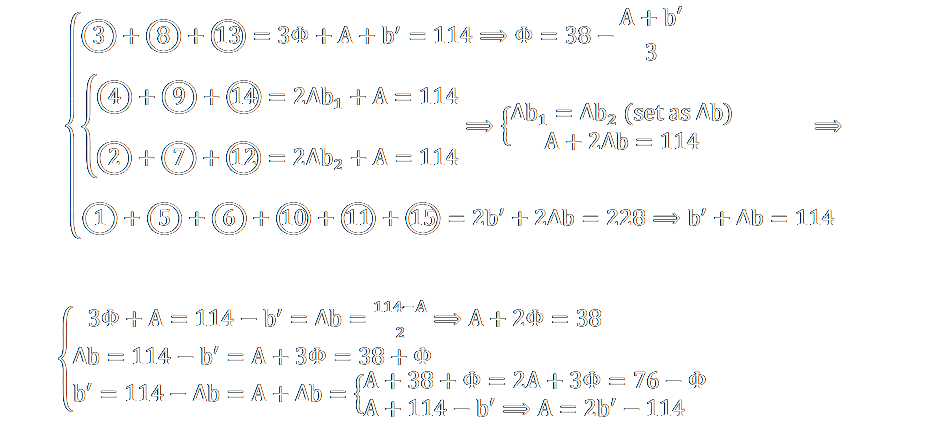 ③ + ⑧ + ⑬ = 3Φ + A + b′ = 114 ⟹ Φ = 38 − (A + b′)/3
④ + ⑨ + ⑭ = 2Ab₁ + A = 114
② + ⑦ + ⑫ = 2Ab₂ + A = 114
⟹ { Ab₁ = Ab₂ (set as Ab)
A + 2Ab = 114 ⟹
① + ⑤ + ⑥ + ⑩ + ⑪ + ⑮ = 2b′ + 2Ab = 228 ⟹ b′ + Ab = 114
3Φ + A = 114 − b′ = Ab = (114−A)/2 ⟹ A + 2Φ = 38
Ab = 114 − b′ = A + 3Φ = 38 + Φ
b′ = 114 − Ab = A + Ab = { A + 38 + Φ = 2A + 3Φ = 76 − Φ
A + 114 − b′ ⟹ A = 2b′ − 114